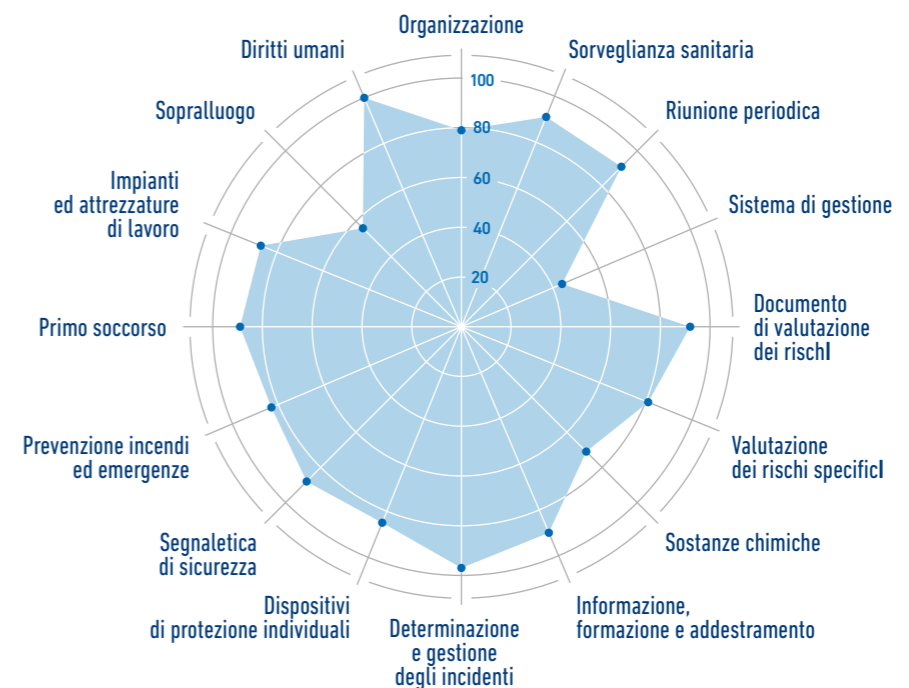 Organizzazione
Sorveglianza sanitaria
Riunione periodica
Sistema di gestione
Documento
di valutazione
dei rischI
Valutazione
dei rischi specificI
Sostanze chimiche
Informazione,
formazione e addestramento
Determinazione
e gestione
degli incidenti
Dispositivi
di protezione individuali
Segnaletica
di sicurezza
Prevenzione incendi
ed emergenze
Primo soccorso
Impianti
ed attrezzature
di lavoro
Sopralluogo
Diritti umani
100
80
60
40
20